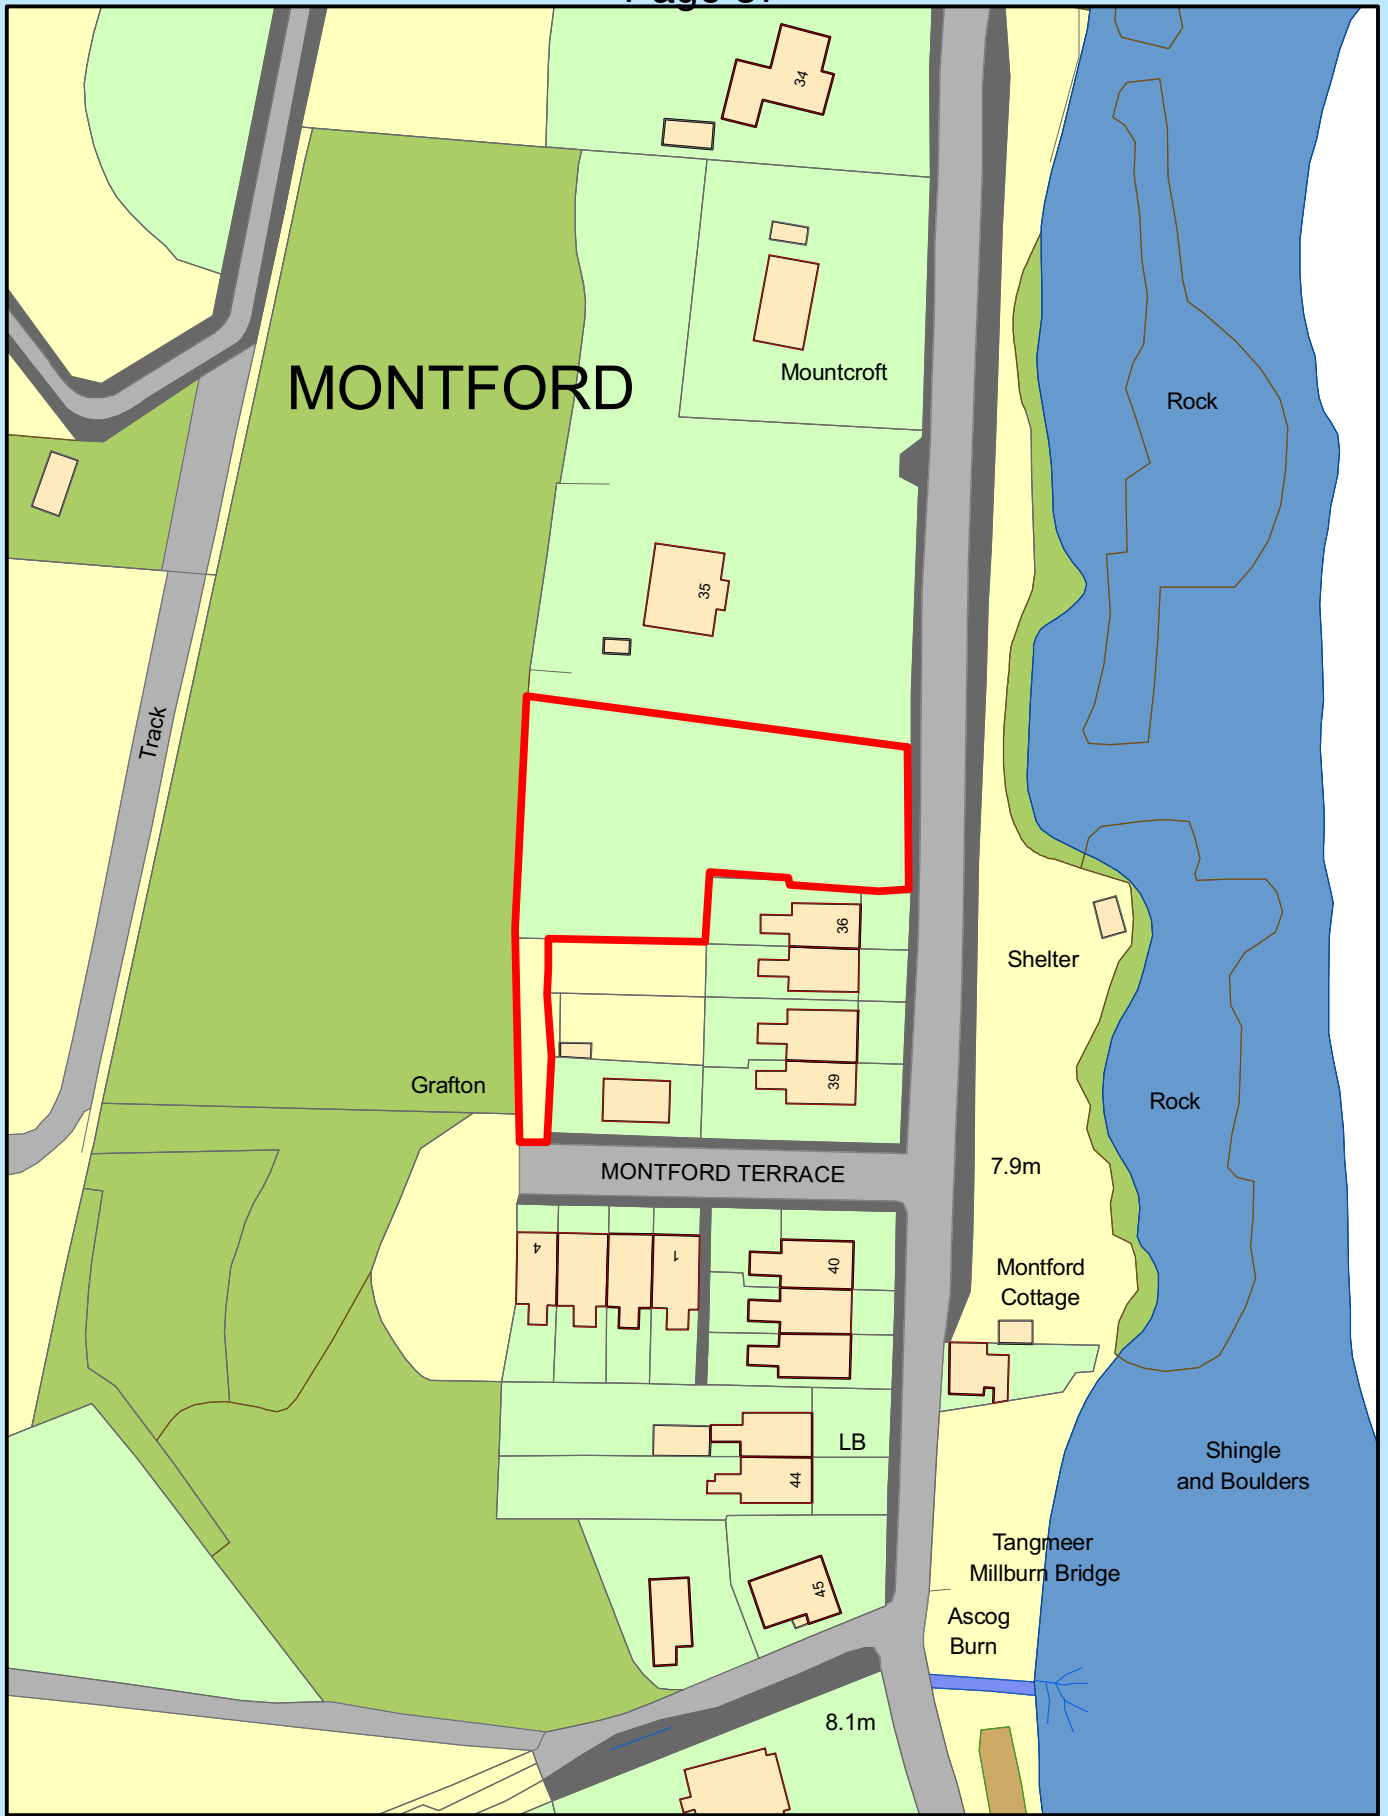 34
MONTFORD
Mountcroft
Rock
35
Track
36
Shelter
Grafton
39
Rock
MONTFORD TERRACE
7.9m
4
1
40
Montford
Cottage
LB
44
Shingle
and Boulders
Tangmeer
Millburn Bridge
45
Ascog
Burn
8.1m